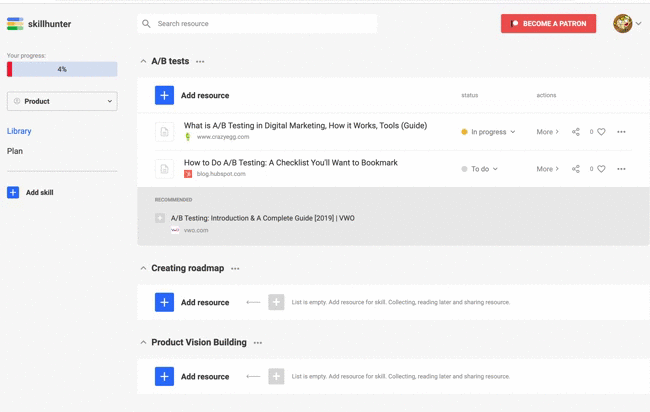 skillhunter
Search resource
BECOME A PATRON
Your progress:
4%
Product
Library
Plan
Add skill
A/B tests
Add resource
status
actions
What is A/B Testing in Digital Marketing, How it Works, Tools (Guide)
www.crazyegg.com
In progress
More
0
How to Do A/B Testing: A Checklist You'll Want to Bookmark
blog.hubspot.com
To do
More
0
RECOMMENDED
A/B Testing: Introduction & A Complete Guide [2019] | VWO
vwo.com
Creating roadmap
Add resource
List is empty. Add resource for skill. Collecting, reading later and sharing resource.
Product Vision Building
Add resource
List is empty. Add resource for skill. Collecting, reading later and sharing resource.